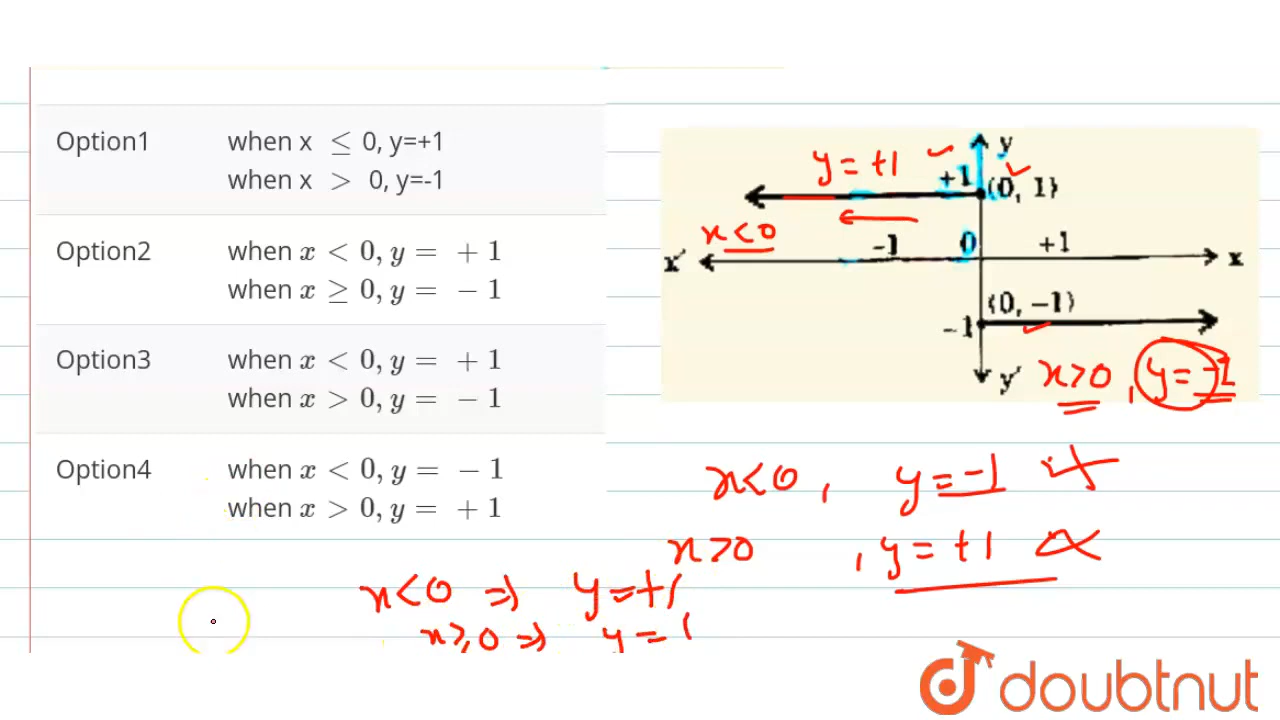 Option1 when x ≤ 0, y=+1
when x > 0, y=-1
Option2 when x < 0, y = + 1
when x ≥ 0, y = − 1
Option3 when x < 0, y = + 1
when x > 0, y = − 1
Option4 when x < 0, y = − 1
when x > 0, y = + 1
y
y = +1
+1 (0, 1)
x<0
-1 0 +1
x′ x
(0, −1)
-1
y′ x>0, y=-1
x<0, y=-1
x>0, y=+1
x<0 ⇒ y=+1
x≥0 ⇒ y=1
doubtnut